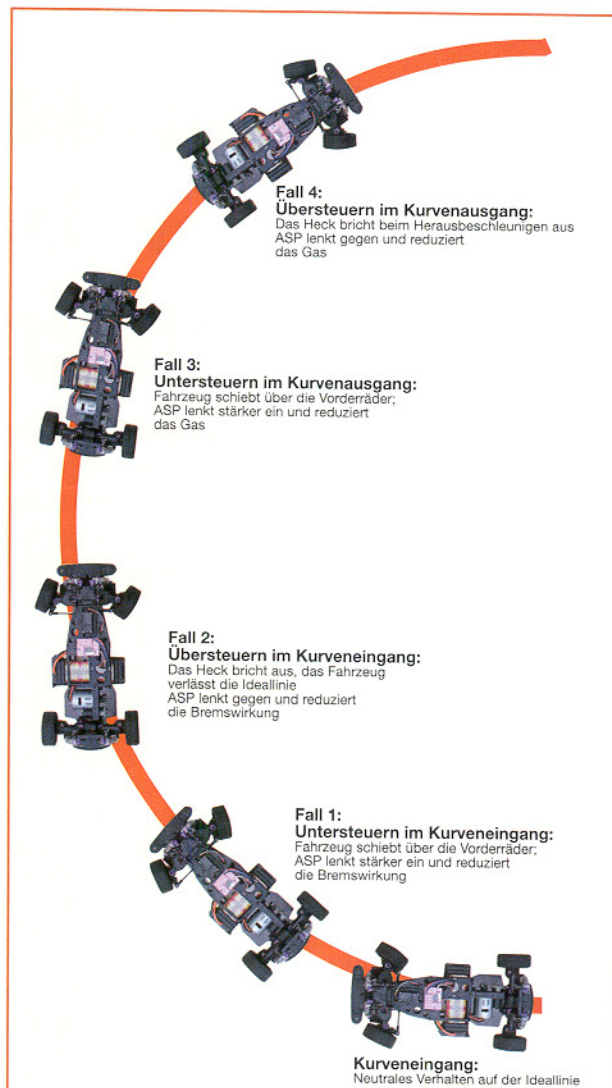 Fall 4:
Übersteuern im Kurvenausgang:
Das Heck bricht beim Herausbeschleunigen aus
ASP lenkt gegen und reduziert
das Gas
Fall 3:
Untersteuern im Kurvenausgang:
Fahrzeug schiebt über die Vorderräder;
ASP lenkt stärker ein und reduziert
das Gas
Fall 2:
Übersteuern im Kurveneingang:
Das Heck bricht aus, das Fahrzeug
verlässt die Ideallinie
ASP lenkt gegen und reduziert
die Bremswirkung
Fall 1:
Untersteuern im Kurveneingang:
Fahrzeug schiebt über die Vorderräder;
ASP lenkt stärker ein und reduziert
die Bremswirkung
Kurveneingang:
Neutrales Verhalten auf der Ideallinie